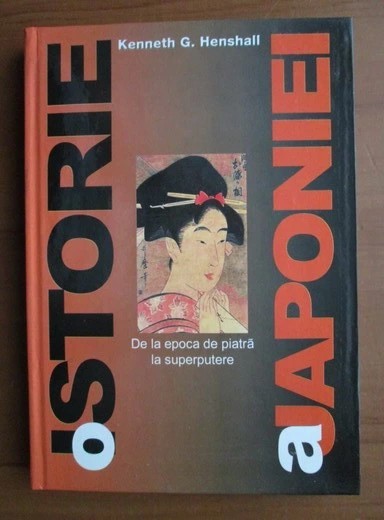 Kenneth G. Henshall
o ISTORIE
a JAPONIEI
De la epoca de piatră
la superputere